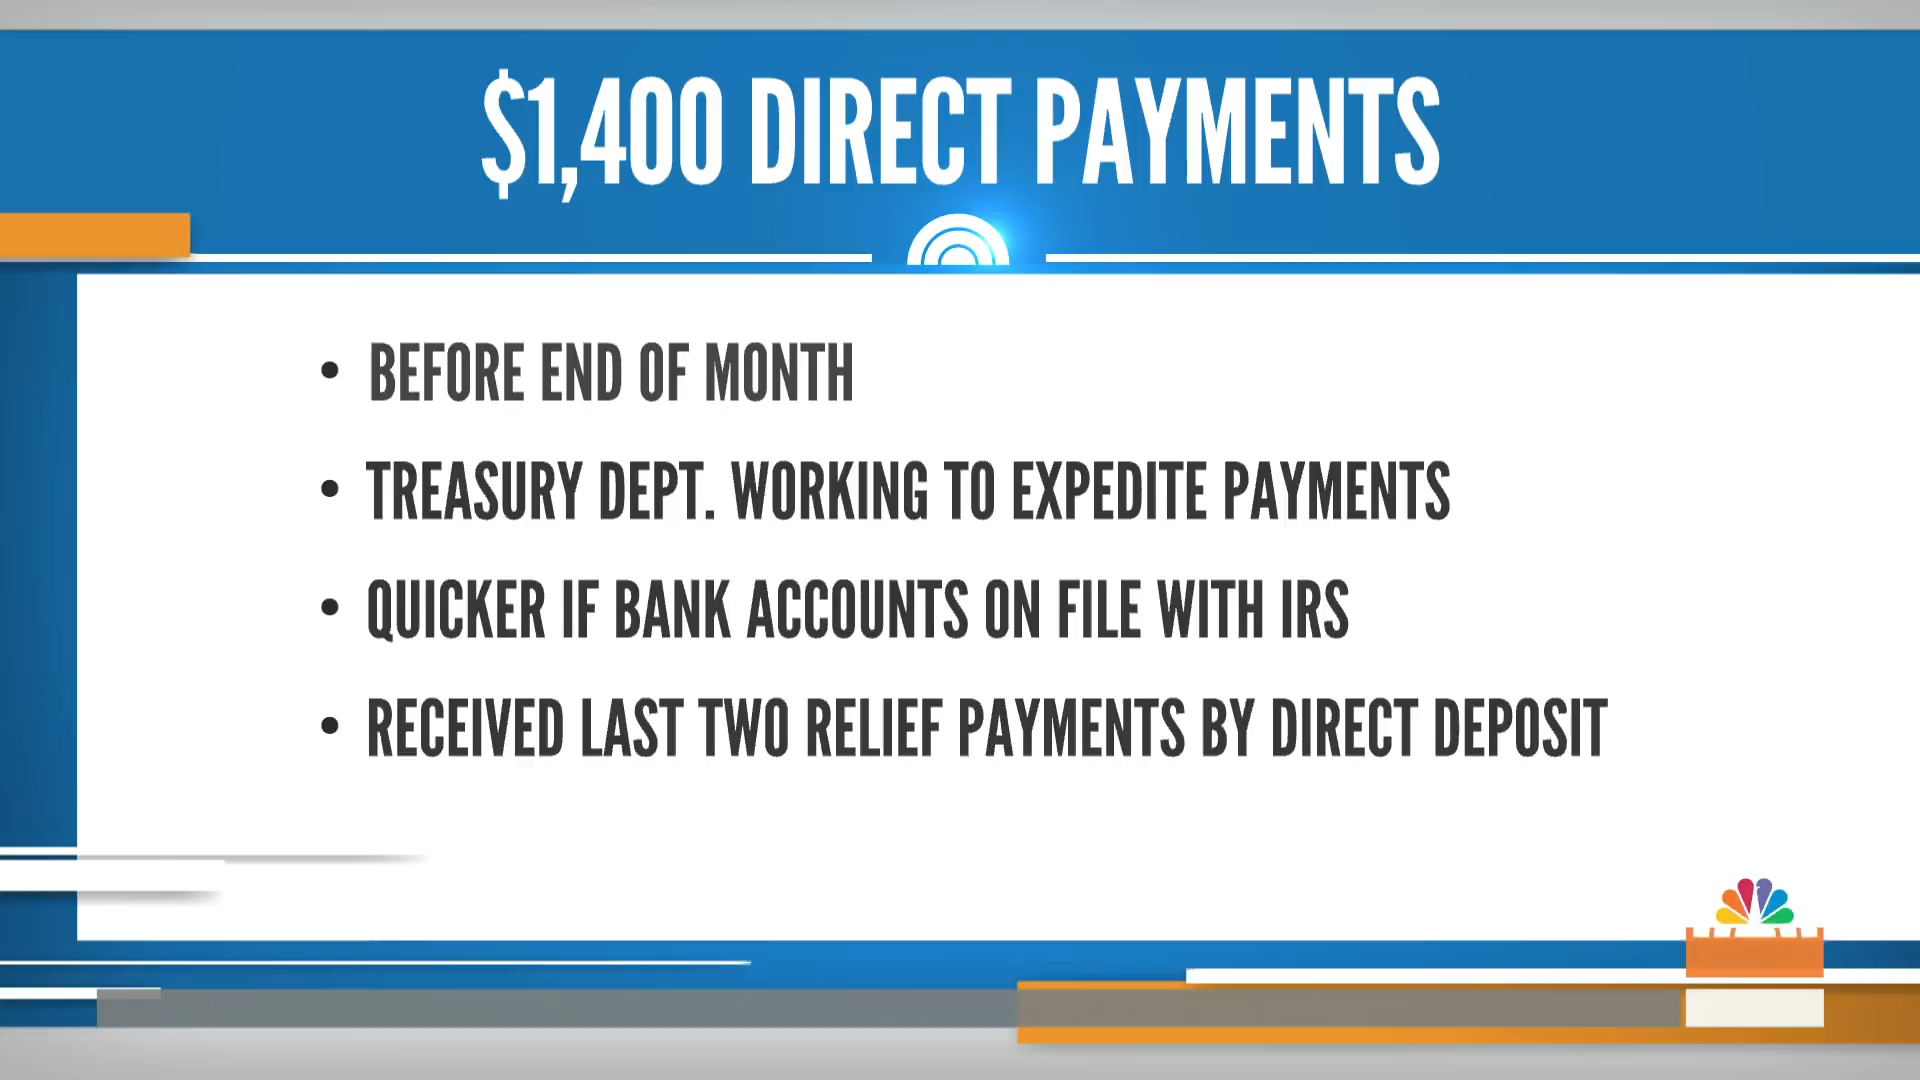 $1,400 DIRECT PAYMENTS
• BEFORE END OF MONTH
• TREASURY DEPT. WORKING TO EXPEDITE PAYMENTS
• QUICKER IF BANK ACCOUNTS ON FILE WITH IRS
• RECEIVED LAST TWO RELIEF PAYMENTS BY DIRECT DEPOSIT